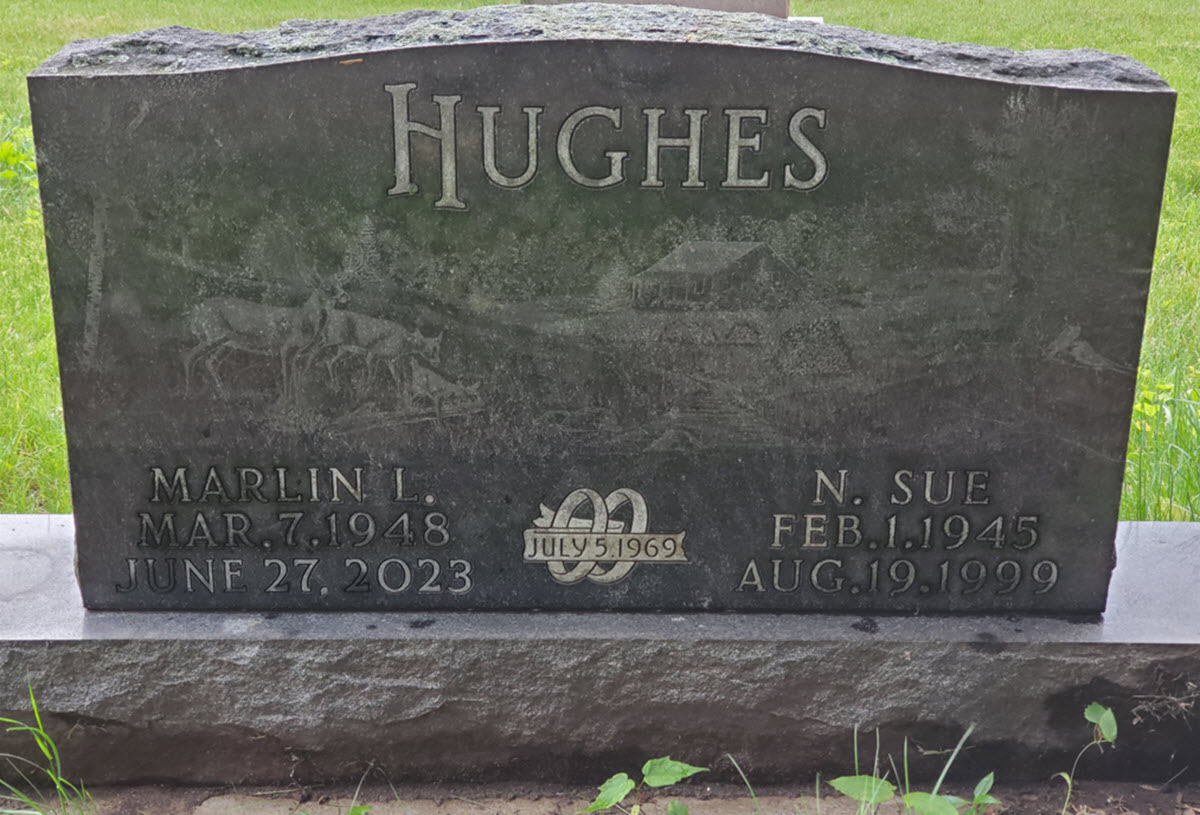 HUGHES
MARLIN L.
MAR.7.1948
JUNE 27, 2023
JULY 5.1969
N. SUE
FEB.1.1945
AUG.19.1999